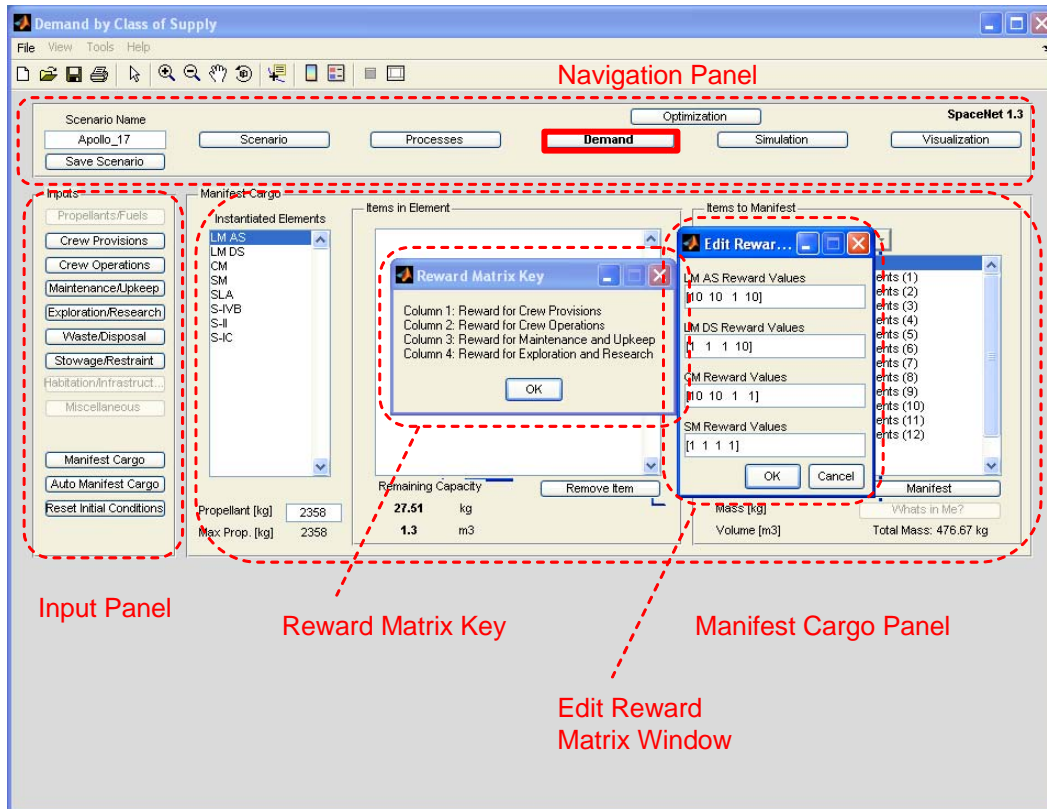 Demand by Class of Supply
File View Tools Help
Navigation Panel
Scenario Name
Optimization
SpaceNet 1.3
Apollo_17
Scenario
Processes
Demand
Simulation
Visualization
Save Scenario
Inputs
Propellants/Fuels
Crew Provisions
Crew Operations
Maintenance/Upkeep
Exploration/Research
Waste/Disposal
Stowage/Restraint
Habitation/Infrastruct...
Miscellaneous
Manifest Cargo
Auto Manifest Cargo
Reset Initial Conditions
Manifest Cargo
Instantiated Elements
LM AS
LM DS
CM
SM
SLA
S-IVB
S-II
S-IC
Propellant [kg] 2358
Max Prop. [kg] 2358
Items in Element
Reward Matrix Key
Column 1: Reward for Crew Provisions
Column 2: Reward for Crew Operations
Column 3: Reward for Maintenance and Upkeep
Column 4: Reward for Exploration and Research
OK
Remaining Capacity
Remove Item
27.51 kg
1.3 m3
Items to Manifest
Edit Rewar...
LM AS Reward Values
[10 10 1 10]
LM DS Reward Values
[1 1 1 10]
CM Reward Values
[10 10 1 1]
SM Reward Values
[1 1 1 1]
OK
Cancel
ents (1)
ents (2)
ents (3)
ents (4)
ents (5)
ents (6)
ents (7)
ents (8)
ents (9)
ents (10)
ents (11)
ents (12)
Manifest
Mass [kg]
Whats in Me?
Volume [m3]
Total Mass: 476.67 kg
Input Panel
Reward Matrix Key
Manifest Cargo Panel
Edit Reward
Matrix Window